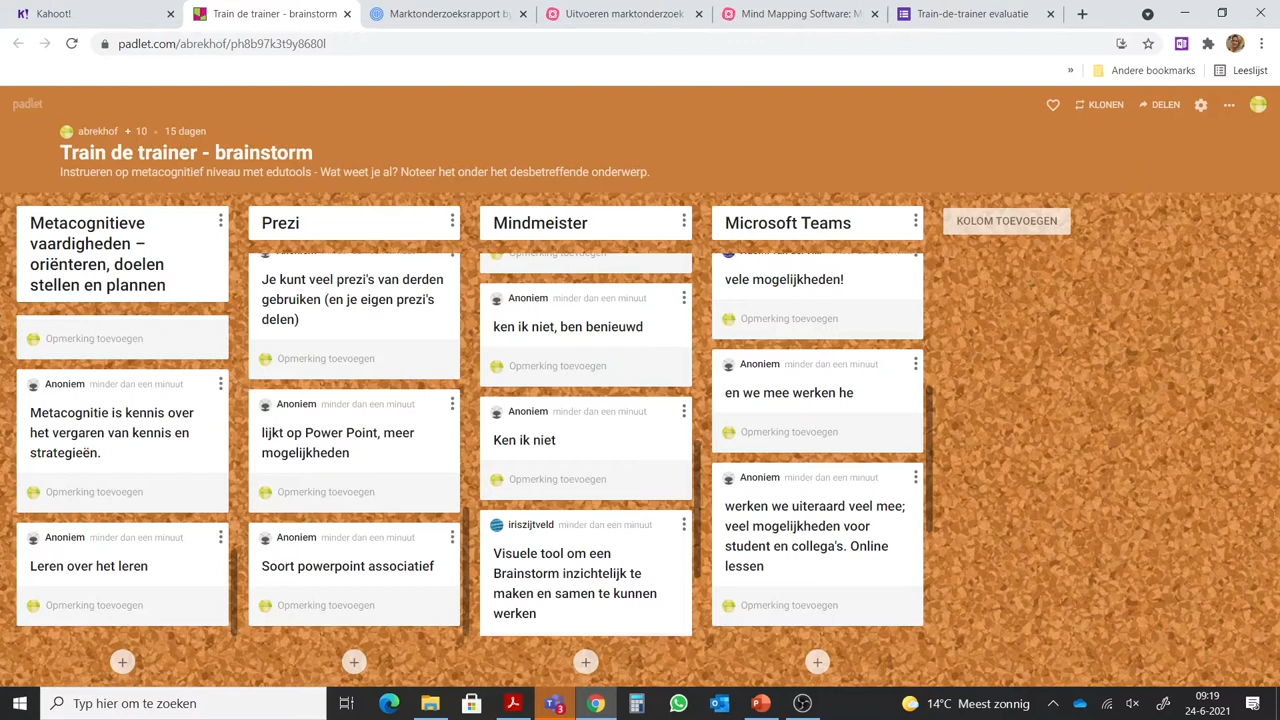 Kahoot!
Train de trainer - brainstorm
Marktonderzoeksrapport b
Uitvoeren marktonderzoek
Mind Mapping Software: M
Train-de-trainer evaluatie
padlet.com/abrekhof/ph8b97k3t9y8680l
» Andere bookmarks Leeslijst
padlet
KLONEN DELEN
abrekhof + 10 • 15 dagen
Train de trainer - brainstorm
Instrueren op metacognitief niveau met edutools - Wat weet je al? Noteer het onder het desbetreffende onderwerp.
Metacognitieve
vaardigheden –
oriënteren, doelen
stellen en plannen
Opmerking toevoegen
Anoniem minder dan een minuut
Metacognitie is kennis over
het vergaren van kennis en
strategieën.
Opmerking toevoegen
Anoniem minder dan een minuut
Leren over het leren
Opmerking toevoegen
Prezi
Je kunt veel prezi's van derden
gebruiken (en je eigen prezi's
delen)
Opmerking toevoegen
Anoniem minder dan een minuut
lijkt op Power Point, meer
mogelijkheden
Opmerking toevoegen
Anoniem minder dan een minuut
Soort powerpoint associatief
Opmerking toevoegen
Mindmeister
Opmerking toevoegen
Anoniem minder dan een minuut
ken ik niet, ben benieuwd
Opmerking toevoegen
Anoniem minder dan een minuut
Ken ik niet
Opmerking toevoegen
iriszijtveld minder dan een minuut
Visuele tool om een
Brainstorm inzichtelijk te
maken en samen te kunnen
werken
Microsoft Teams
vele mogelijkheden!
Opmerking toevoegen
Anoniem minder dan een minuut
en we mee werken he
Opmerking toevoegen
Anoniem minder dan een minuut
werken we uiteraard veel mee;
veel mogelijkheden voor
student en collega's. Online
lessen
Opmerking toevoegen
KOLOM TOEVOEGEN
Typ hier om te zoeken
3
14°C Meest zonnig
09:19
24-6-2021